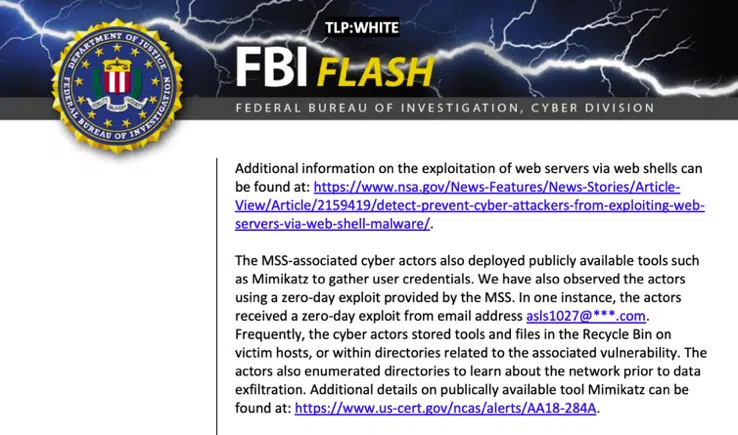 TLP:WHITE
FBI FLASH
FEDERAL BUREAU OF INVESTIGATION, CYBER DIVISION
DEPARTMENT OF JUSTICE
FEDERAL BUREAU OF INVESTIGATION
Additional information on the exploitation of web servers via web shells can
be found at: https://www.nsa.gov/News-Features/News-Stories/Article-
View/Article/2159419/detect-prevent-cyber-attackers-from-exploiting-web-
servers-via-web-shell-malware/.
The MSS-associated cyber actors also deployed publicly available tools such
as Mimikatz to gather user credentials. We have also observed the actors
using a zero-day exploit provided by the MSS. In one instance, the actors
received a zero-day exploit from email address asls1027@***.com.
Frequently, the cyber actors stored tools and files in the Recycle Bin on
victim hosts, or within directories related to the associated vulnerability. The
actors also enumerated directories to learn about the network prior to data
exfiltration. Additional details on publically available tool Mimikatz can be
found at: https://www.us-cert.gov/ncas/alerts/AA18-284A.